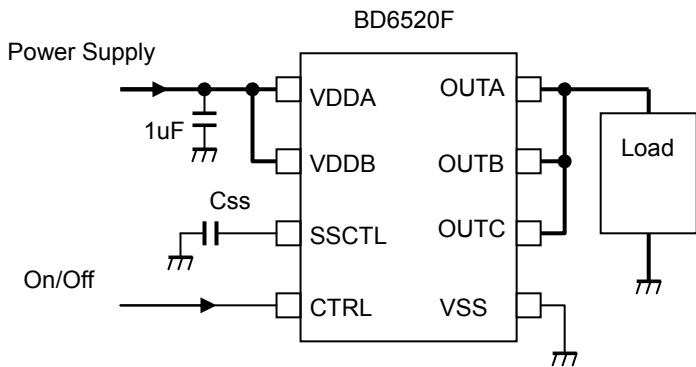 BD6520F
Power Supply
VDDA
OUTA
1uF
Load
VDDB
OUTB
Css
SSCTL
OUTC
On/Off
CTRL
VSS